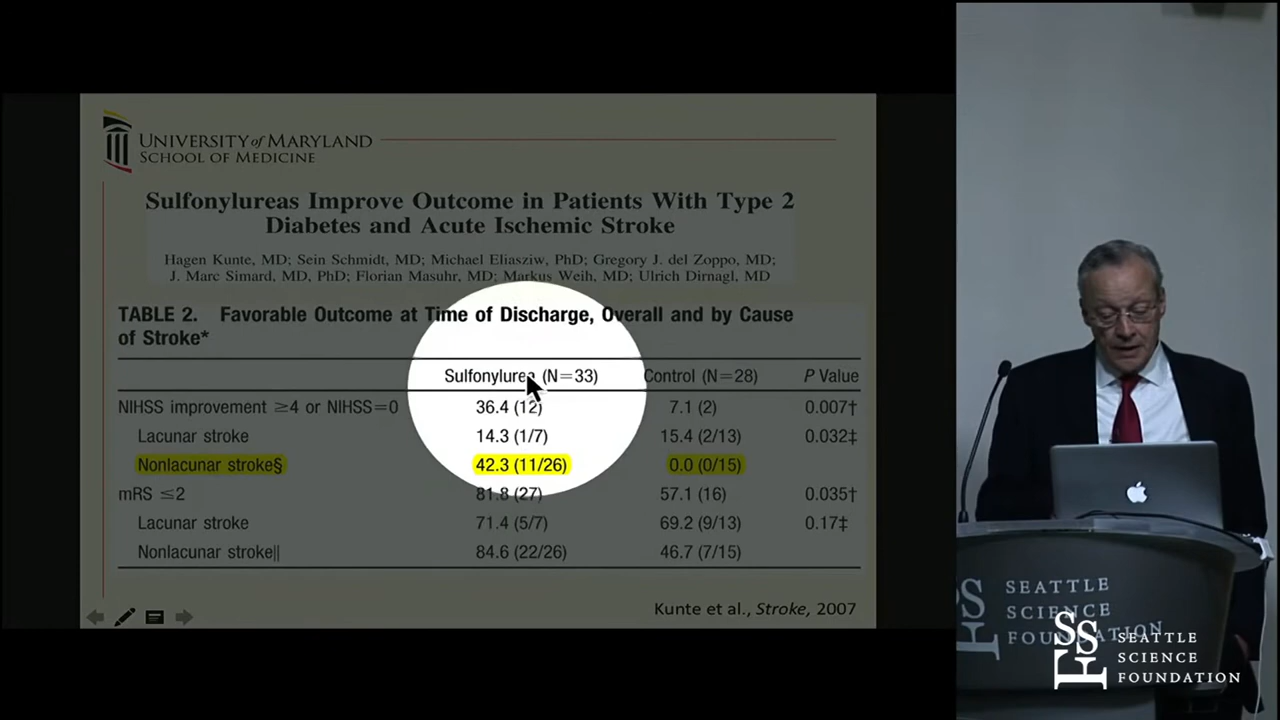 UNIVERSITY of MARYLAND
SCHOOL OF MEDICINE
Sulfonylureas Improve Outcome in Patients With Type 2
Diabetes and Acute Ischemic Stroke
Hagen Kunte, MD; Sein Schmidt, MD; Michael Eliasziw, PhD; Gregory J. del Zoppo, MD;
J. Marc Simard, MD, PhD; Florian Masuhr, MD; Markus Weih, MD; Ulrich Dirnagl, MD
TABLE 2. Favorable Outcome at Time of Discharge, Overall and by Cause
of Stroke*
Sulfonylurea (N=33) Control (N=28) P Value
NIHSS improvement ≥4 or NIHSS=0 36.4 (12) 7.1 (2) 0.007†
Lacunar stroke 14.3 (1/7) 15.4 (2/13) 0.032‡
Nonlacunar stroke§ 42.3 (11/26) 0.0 (0/15)
mRS ≤2 81.8 (27) 57.1 (16) 0.035†
Lacunar stroke 71.4 (5/7) 69.2 (9/13) 0.17‡
Nonlacunar stroke|| 84.6 (22/26) 46.7 (7/15)
Kunte et al., Stroke, 2007
SEATTLE
SCIENCE
FOUNDATION
SSF
SEATTLE
SCIENCE
FOUNDATION